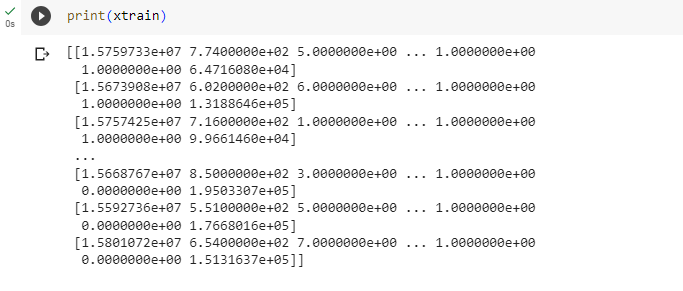 0s
print(xtrain)
[[1.5759733e+07 7.7400000e+02 5.0000000e+00 ... 1.0000000e+00
1.0000000e+00 6.4716080e+04]
[1.5673908e+07 6.0200000e+02 6.0000000e+00 ... 1.0000000e+00
1.0000000e+00 1.3188646e+05]
[1.5757425e+07 7.1600000e+02 1.0000000e+00 ... 1.0000000e+00
1.0000000e+00 9.9661460e+04]
...
[1.5668767e+07 8.5000000e+02 3.0000000e+00 ... 1.0000000e+00
0.0000000e+00 1.9503307e+05]
[1.5592736e+07 5.5100000e+02 5.0000000e+00 ... 1.0000000e+00
0.0000000e+00 1.7668016e+05]
[1.5801072e+07 6.5400000e+02 7.0000000e+00 ... 1.0000000e+00
0.0000000e+00 1.5131637e+05]]